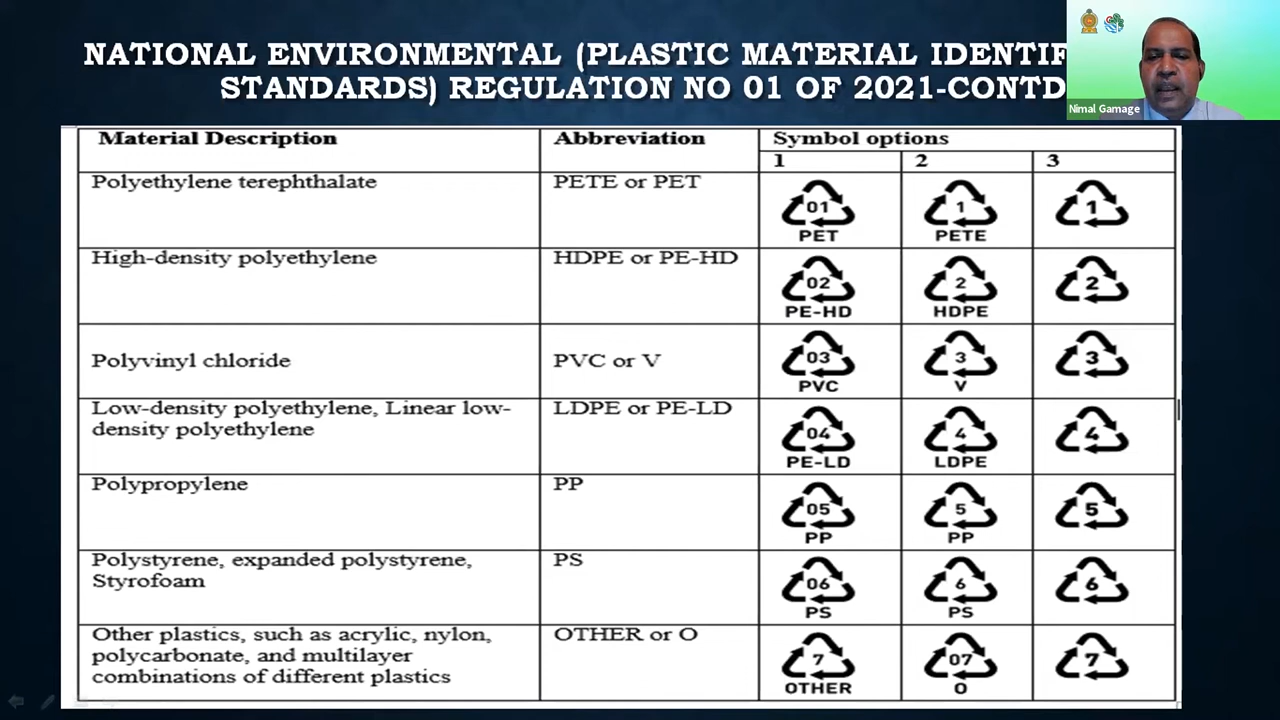 NATIONAL ENVIRONMENTAL (PLASTIC MATERIAL
STANDARDS) REGULATION NO 01 OF 2021-CONTD
Nimal Gamage
Material Description Abbreviation Symbol options
1 2 3
Polyethylene terephthalate PETE or PET 01 1 1
PET PETE
High-density polyethylene HDPE or PE-HD 02 2 2
PE-HD HDPE
Polyvinyl chloride PVC or V 03 3 3
PVC V
Low-density polyethylene, Linear low- LDPE or PE-LD
density polyethylene 04 4 4
PE-LD LDPE
Polypropylene PP 05 5 5
PP PP
Polystyrene, expanded polystyrene, PS
Styrofoam 06 6 6
PS PS
Other plastics, such as acrylic, nylon, OTHER or O
polycarbonate, and multilayer 7 07 7
combinations of different plastics
OTHER O